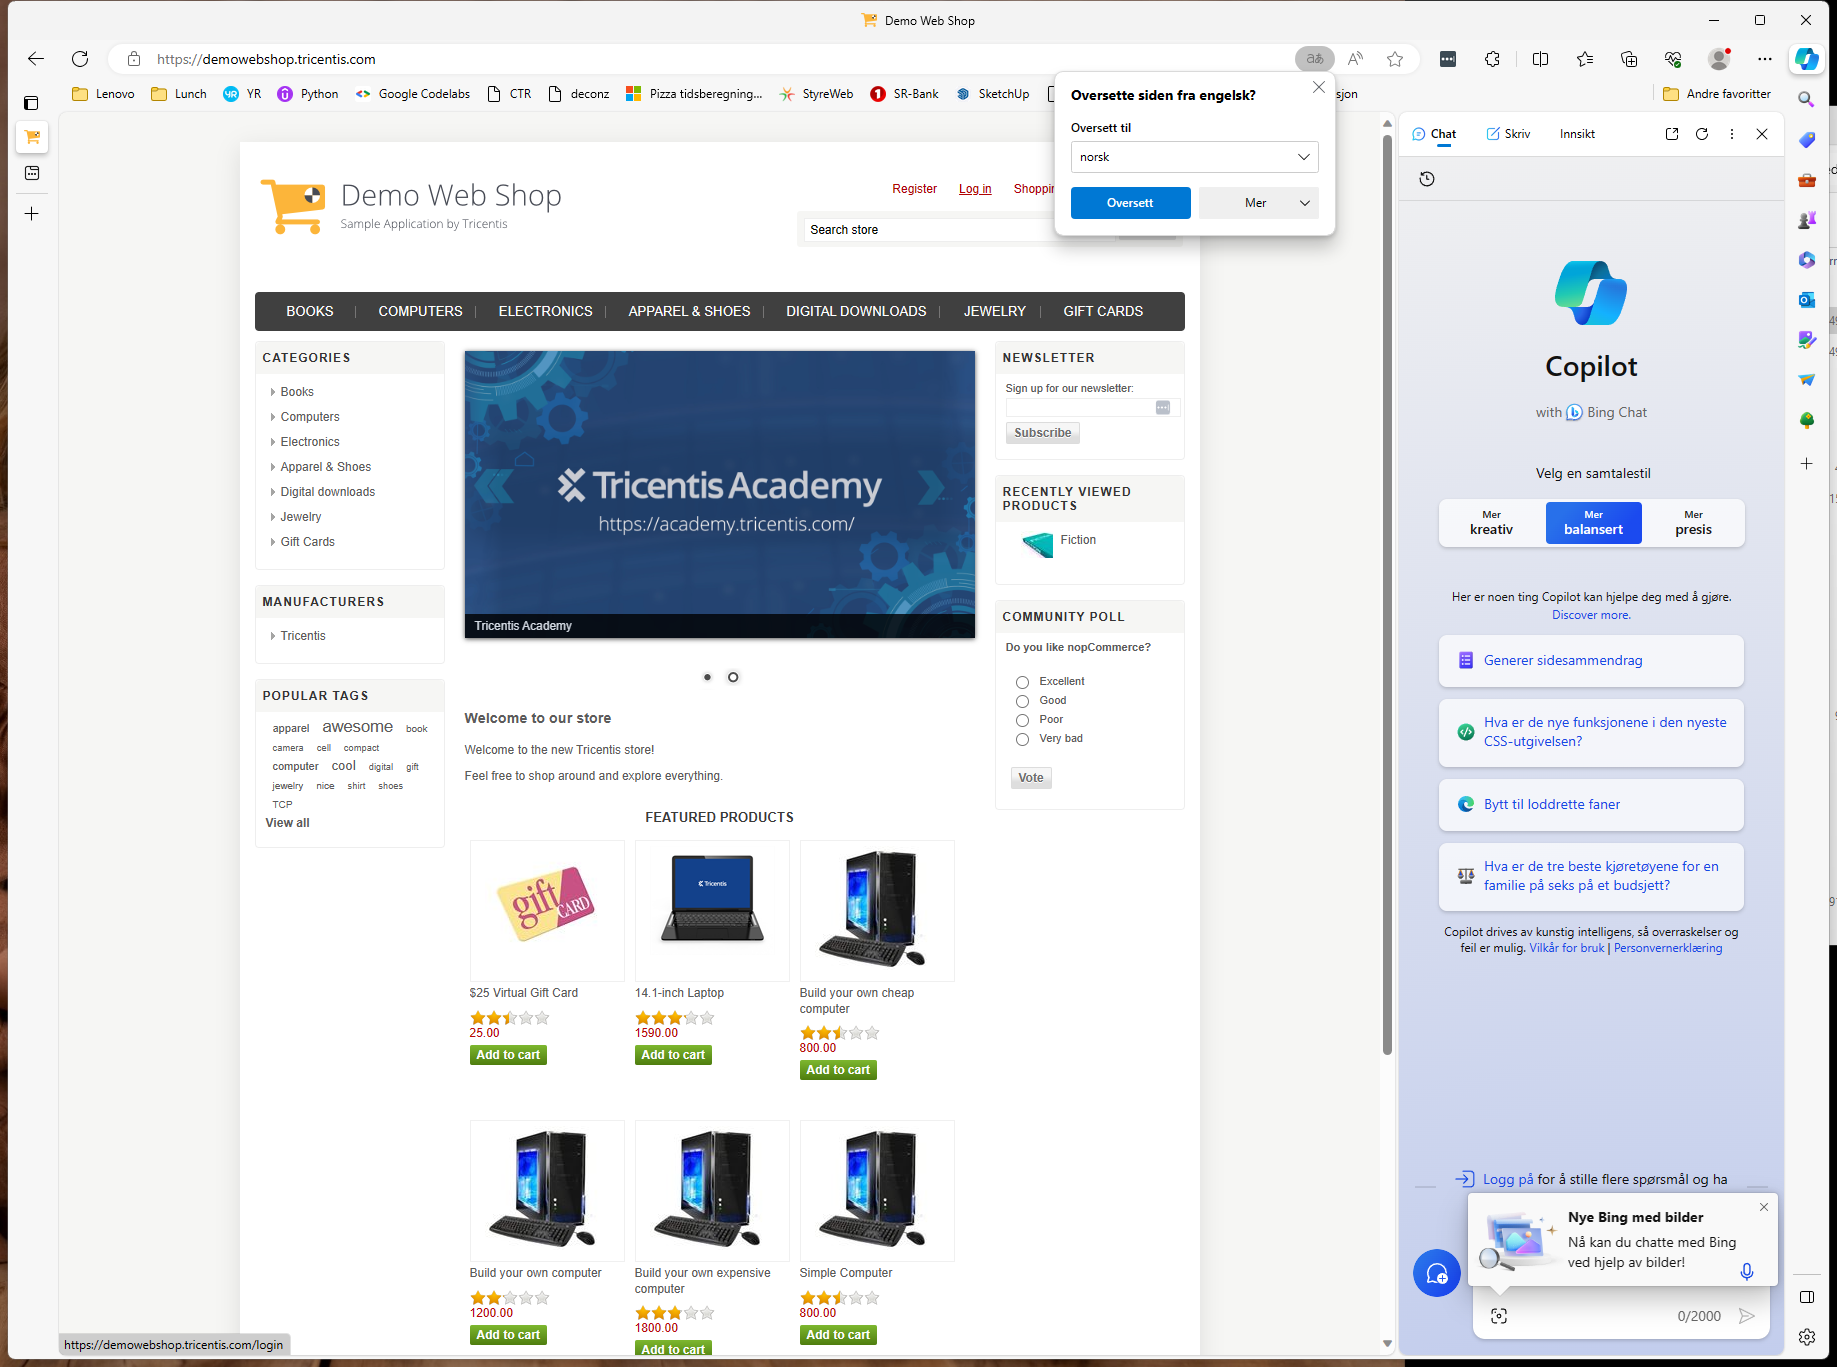 Demo Web Shop
https://demowebshop.tricentis.com
Lenovo
Lunch
YR
Python
Google Codelabs
CTR
deconz
Pizza tidsberegning...
StyreWeb
SR-Bank
SketchUp
sjon
Andre favoritter
Oversette siden fra engelsk?
Oversett til
norsk
Oversett
Mer
Demo Web Shop
Sample Application by Tricentis
Register
Log in
Shoppin
Search store
BOOKS
COMPUTERS
ELECTRONICS
APPAREL & SHOES
DIGITAL DOWNLOADS
JEWELRY
GIFT CARDS
CATEGORIES
Books
Computers
Electronics
Apparel & Shoes
Digital downloads
Jewelry
Gift Cards
MANUFACTURERS
Tricentis
POPULAR TAGS
apparel awesome book
camera cell compact
computer cool digital gift
jewelry nice shirt shoes
TCP
View all
Tricentis Academy
https://academy.tricentis.com/
Tricentis Academy
Welcome to our store
Welcome to the new Tricentis store!
Feel free to shop around and explore everything.
FEATURED PRODUCTS
gift CARD
Tricentis
$25 Virtual Gift Card
25.00
Add to cart
14.1-inch Laptop
1590.00
Add to cart
Build your own cheap
computer
800.00
Add to cart
Build your own computer
1200.00
Add to cart
Build your own expensive
computer
1800.00
Add to cart
Simple Computer
800.00
Add to cart
NEWSLETTER
Sign up for our newsletter:
Subscribe
RECENTLY VIEWED
PRODUCTS
Fiction
COMMUNITY POLL
Do you like nopCommerce?
Excellent
Good
Poor
Very bad
Vote
Chat
Skriv
Innsikt
Copilot
with Bing Chat
Velg en samtalestil
Mer
kreativ
Mer
balansert
Mer
presis
Her er noen ting Copilot kan hjelpe deg med å gjøre.
Discover more.
Generer sidesammendrag
Hva er de nye funksjonene i den nyeste
CSS-utgivelsen?
Bytt til loddrette faner
Hva er de tre beste kjøretøyene for en
familie på seks på et budsjett?
Copilot drives av kunstig intelligens, så overraskelser og
feil er mulig. Vilkår for bruk | Personvernerklæring
Logg på for å stille flere spørsmål og ha
Nye Bing med bilder
Nå kan du chatte med Bing
ved hjelp av bilder!
0/2000
https://demowebshop.tricentis.com/login